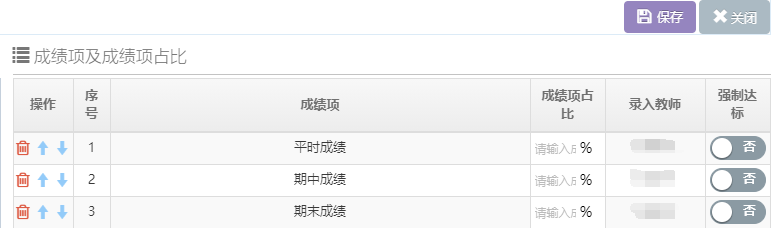 保存 关闭
成绩项及成绩项占比
操作 序号 成绩项 成绩项占比 录入教师 强制达标
1 平时成绩 请输入 % 否
2 期中成绩 请输入 % 否
3 期末成绩 请输入 % 否